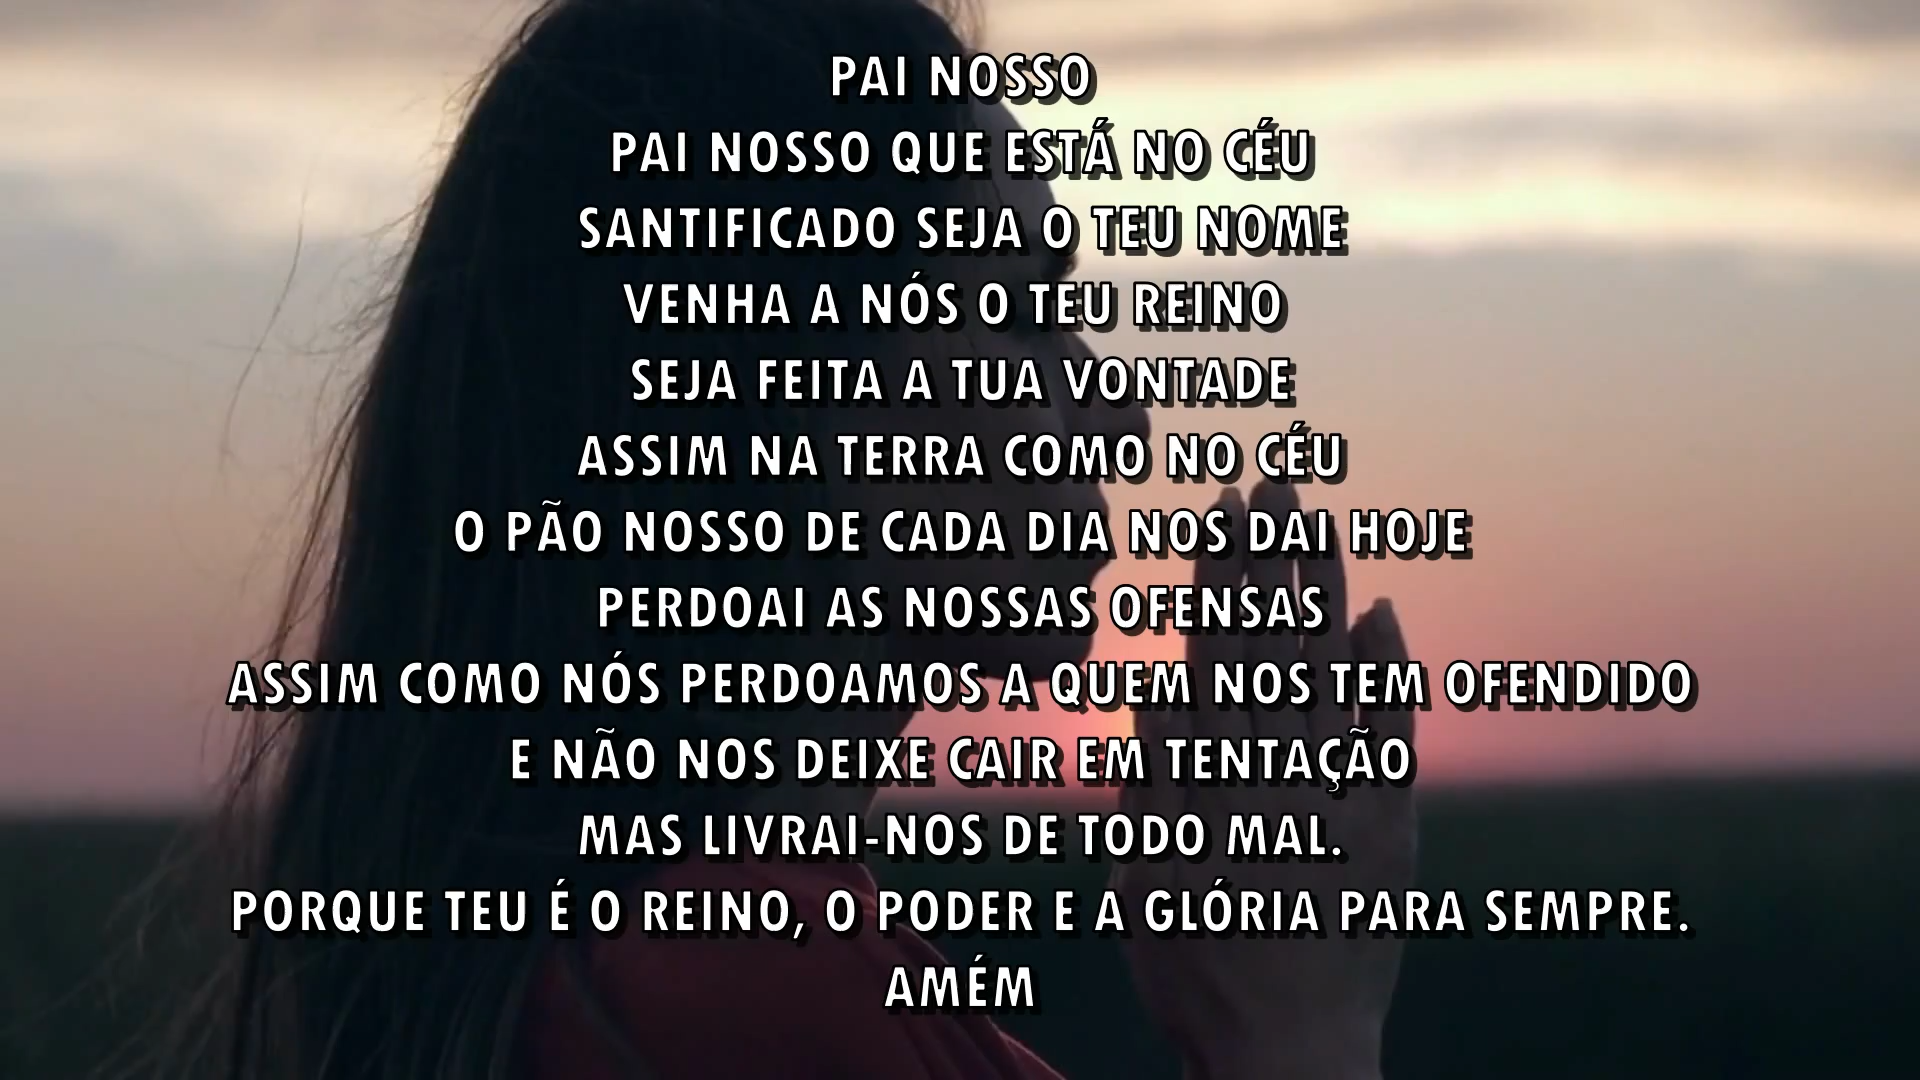 PAI NOSSO
PAI NOSSO QUE ESTÁ NO CÉU
SANTIFICADO SEJA O TEU NOME
VENHA A NÓS O TEU REINO
SEJA FEITA A TUA VONTADE
ASSIM NA TERRA COMO NO CÉU
O PÃO NOSSO DE CADA DIA NOS DAI HOJE
PERDOAI AS NOSSAS OFENSAS
ASSIM COMO NÓS PERDOAMOS A QUEM NOS TEM OFENDIDO
E NÃO NOS DEIXE CAIR EM TENTAÇÃO
MAS LIVRAI-NOS DE TODO MAL.
PORQUE TEU É O REINO, O PODER E A GLÓRIA PARA SEMPRE.
AMÉM